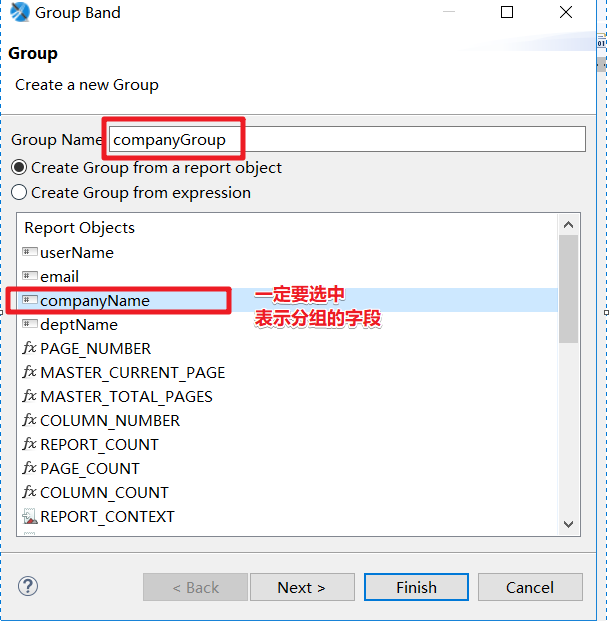 Group Band
Group
Create a new Group
Group Name companyGroup
Create Group from a report object
Create Group from expression
Report Objects
userName
email
companyName
一定要选中
表示分组的字段
deptName
fx PAGE_NUMBER
fx MASTER_CURRENT_PAGE
fx MASTER_TOTAL_PAGES
fx COLUMN_NUMBER
fx REPORT_COUNT
fx PAGE_COUNT
fx COLUMN_COUNT
REPORT_CONTEXT
? < Back Next > Finish Cancel